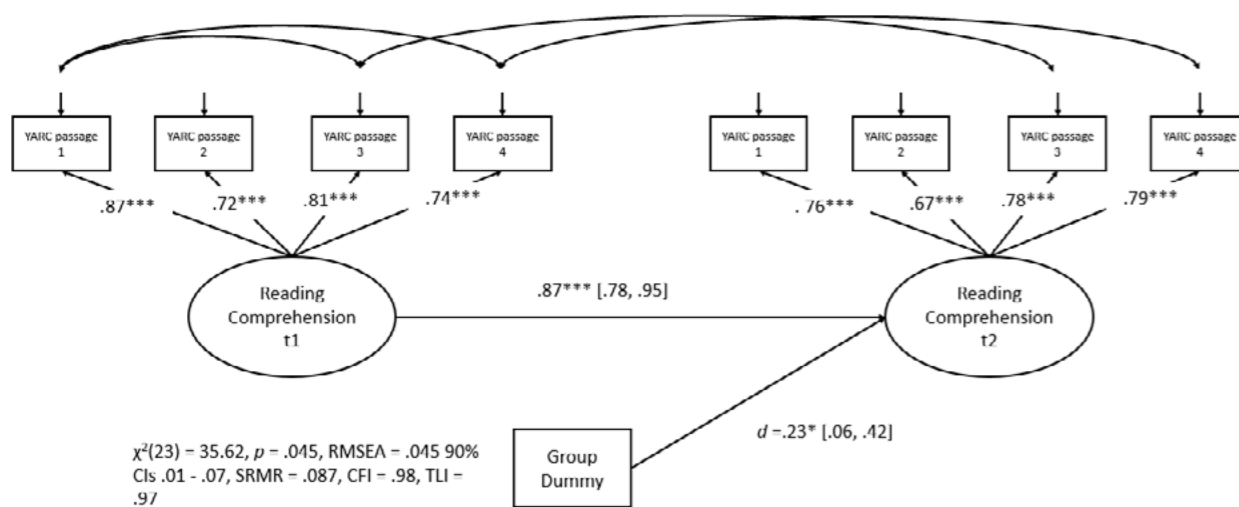 YARC passage
1
YARC passage
2
YARC passage
3
YARC passage
4
YARC passage
1
YARC passage
2
YARC passage
3
YARC passage
4
.87***
.72***
.81***
.74***
.76***
.67***
.78***
.79***
Reading
Comprehension
t1
.87*** [.78, .95]
Reading
Comprehension
t2
d =.23* [.06, .42]
χ²(23) = 35.62, p = .045, RMSEA = .045 90%
CIs .01 - .07, SRMR = .087, CFI = .98, TLI =
.97
Group
Dummy